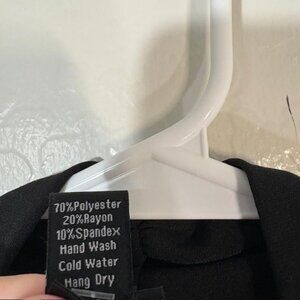 70%Polyester
20%Rayon
10%Spandex
Hand Wash
Cold Water
Hang Dry